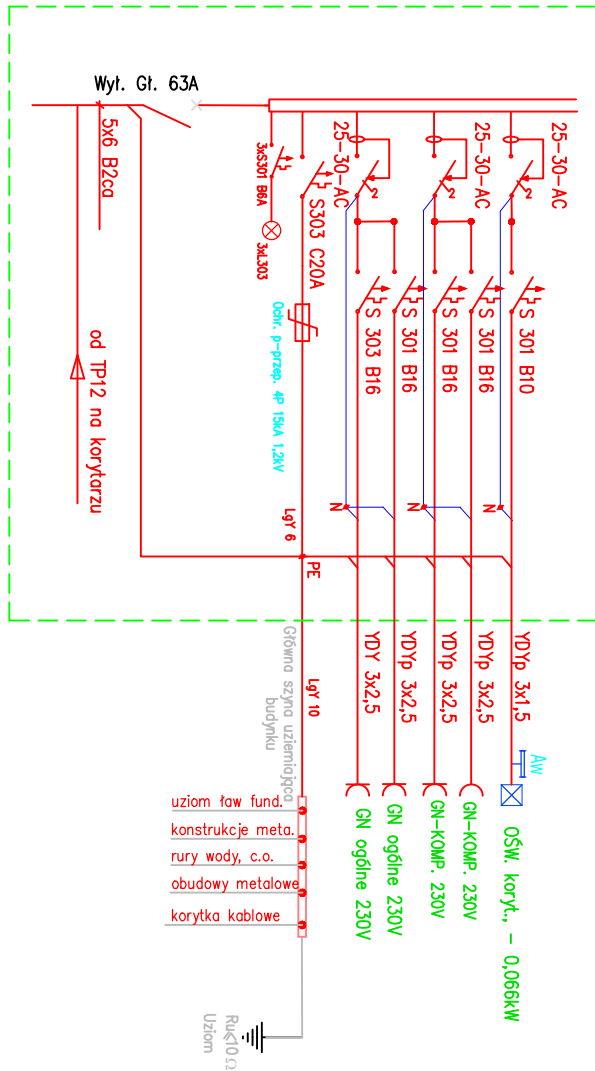 Wył. Gł. 63A
5x6 B2ca
od TP12 na korytarzu
3xS301 B6A
3xL303
S303 C20A
Ochr. p-przep. 4P 15kA 1,2kV
25-30-AC
25-30-AC
25-30-AC
2
2
2
S 303 B16
S 301 B16
S 301 B16
S 301 B16
S 301 B10
N
N
N
LgY 6
PE
Główna szyna uziemiająca
budynku
LgY 10
YDY 3x2,5
YDYp 3x2,5
YDYp 3x2,5
YDYp 3x2,5
YDYp 3x1,5
AW
GN ogólne 230V
GN ogólne 230V
GN-KOMP. 230V
GN-KOMP. 230V
OŚW. koryt., - 0,066kW
uziom ław fund.
konstrukcje meta.
rury wody, c.o.
obudowy metalowe
korytka kablowe
Ru≤10 Ω
Uziom